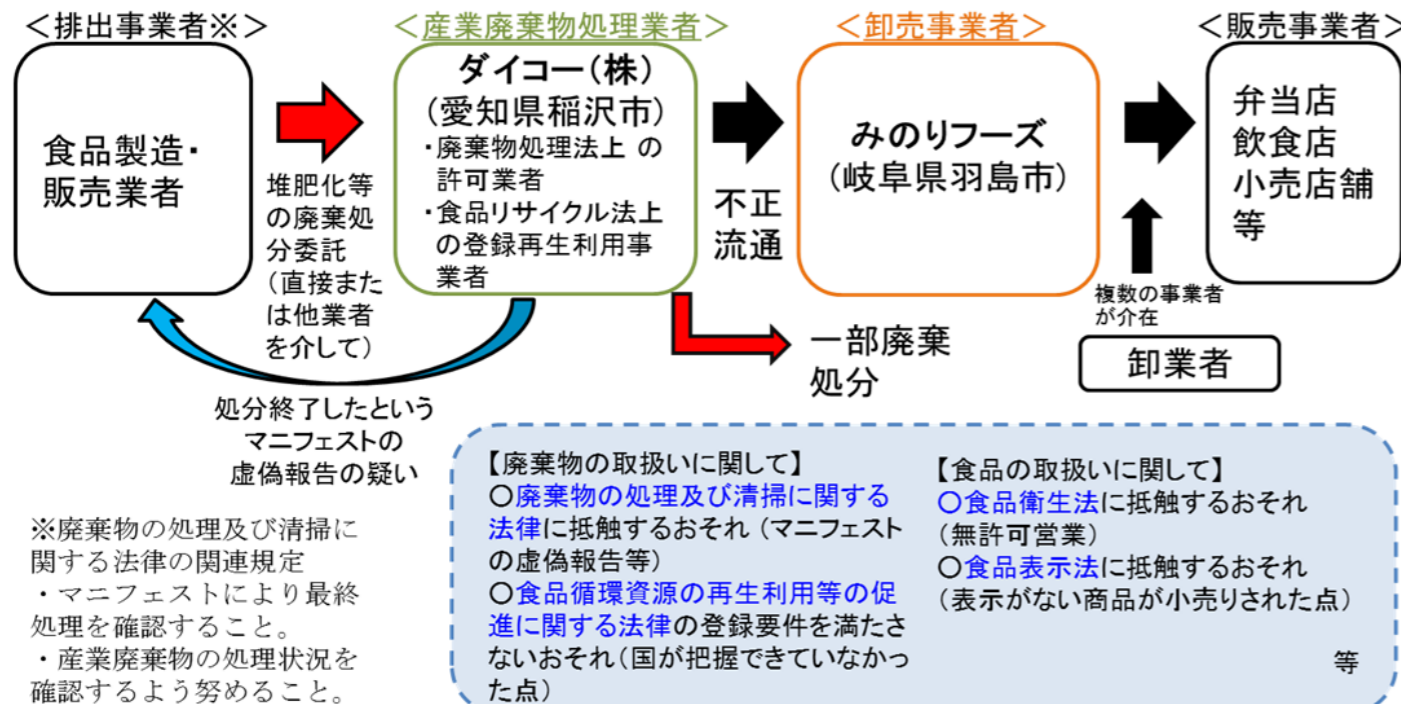 ＜排出事業者※＞
食品製造・
販売業者
堆肥化等
の廃棄処
分委託
（直接また
は他業者
を介して）
＜産業廃棄物処理業者＞
ダイコー（株）
（愛知県稲沢市）
・廃棄物処理法上 の
許可業者
・食品リサイクル法上
の登録再生利用事
業者
不正
流通
＜卸売事業者＞
みのりフーズ
（岐阜県羽島市）
＜販売事業者＞
弁当店
飲食店
小売店舗
等
複数の事業者
が介在
卸業者
一部廃棄
処分
処分終了したという
マニフェストの
虚偽報告の疑い
※廃棄物の処理及び清掃に
関する法律の関連規定
・マニフェストにより最終
処理を確認すること。
・産業廃棄物の処理状況を
確認するよう努めること。
【廃棄物の取扱いに関して】
○廃棄物の処理及び清掃に関する
法律に抵触するおそれ（マニフェスト
の虚偽報告等）
○食品循環資源の再生利用等の促
進に関する法律の登録要件を満たさ
ないおそれ（国が把握できていなかっ
た点）
【食品の取扱いに関して】
○食品衛生法に抵触するおそれ
（無許可営業）
○食品表示法に抵触するおそれ
（表示がない商品が小売りされた点）
等